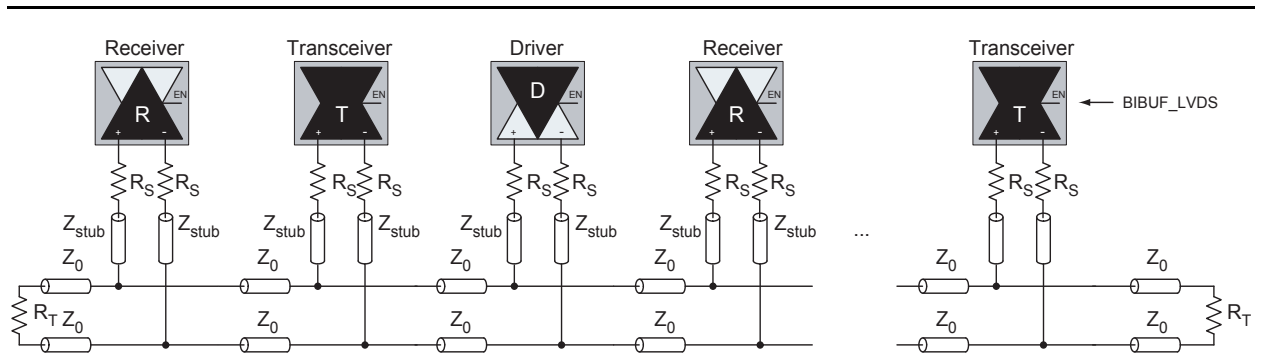 Receiver Transceiver Driver Receiver Transceiver
EN EN EN EN
D
EN BIBUF_LVDS
R T R T
+ - + - + - + - + -
RS RS RS RS RS RS RS RS RS RS
Zstub Zstub Zstub Zstub Zstub Zstub Zstub
...
Z0 Z0 Z0 Z0 Z0 Z0
RT Z0 Z0 Z0 Z0 Z0 Z0 RT